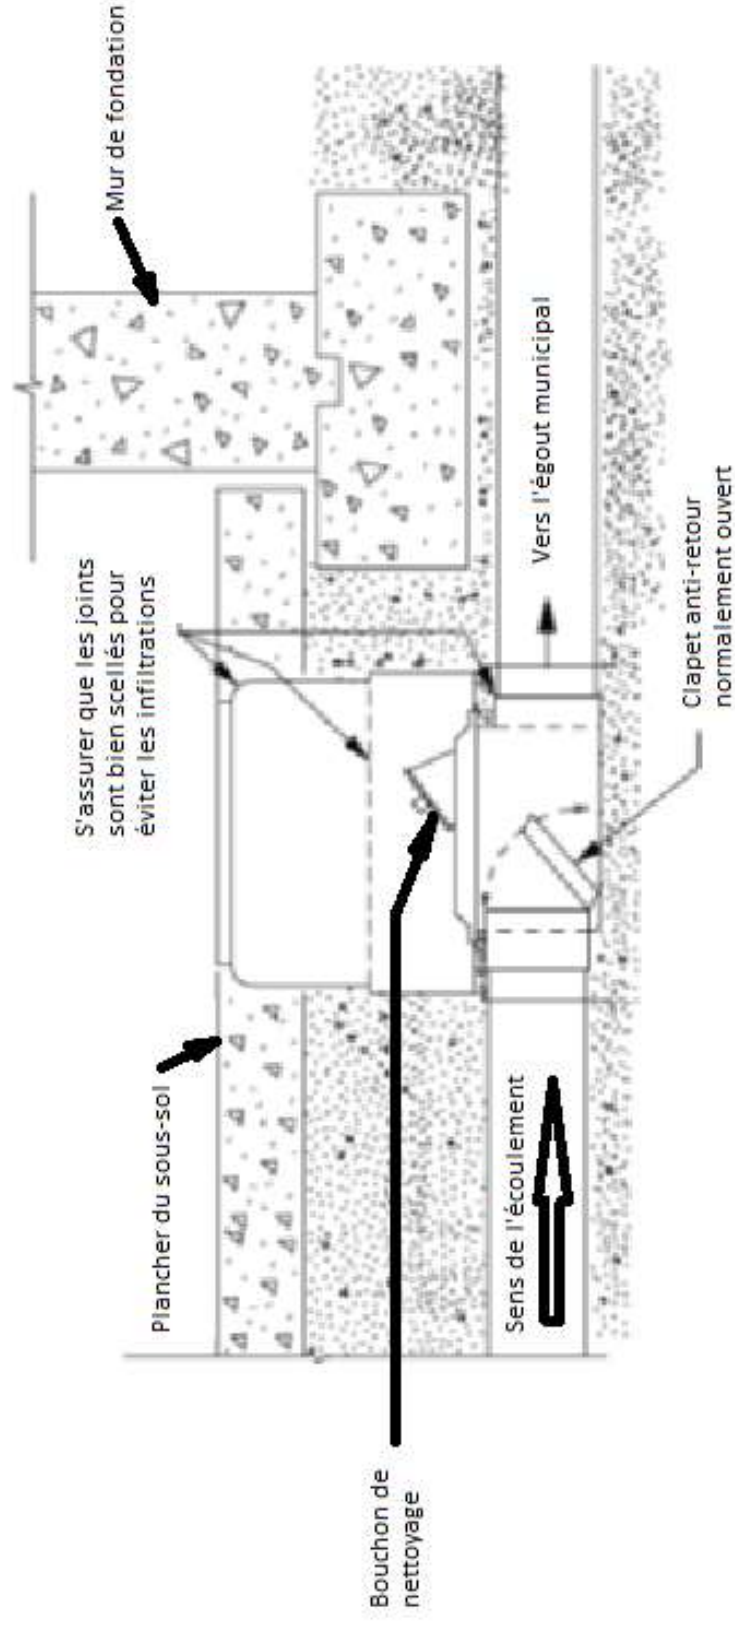 Mur de fondation
S'assurer que les joints
sont bien scellés pour
éviter les infiltrations
Plancher du sous-sol
Vers l'égout municipal
Sens de l'écoulement
Clapet anti-retour
normalement ouvert
Bouchon de
nettoyage